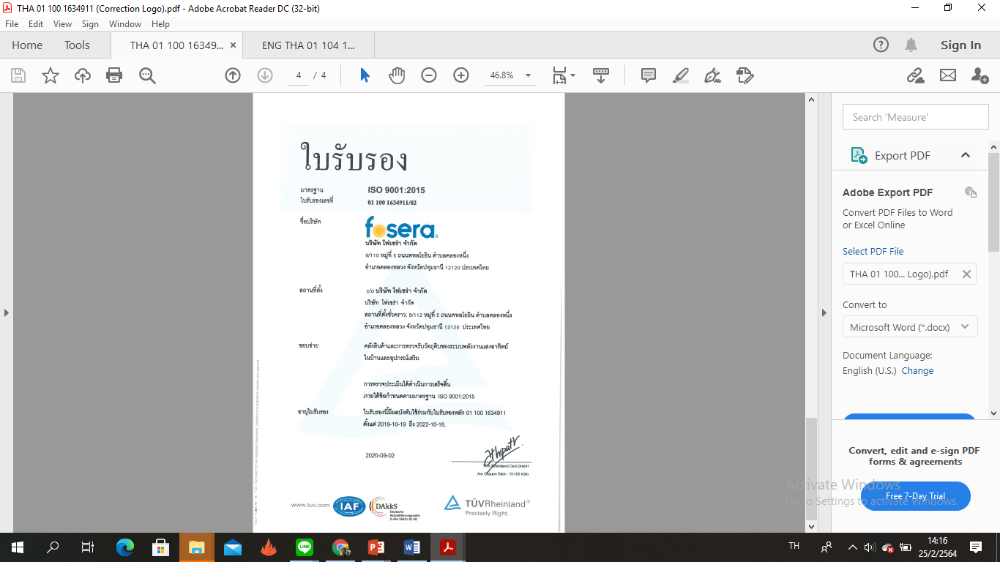 THA 01 100 1634911 (Correction Logo).pdf - Adobe Acrobat Reader DC (32-bit)
File Edit View Sign Window Help
Home Tools THA 01 100 16349... ENG THA 01 104 1...
Sign In
4 / 4 46.8%
ใบรับรอง
มาตรฐาน ISO 9001:2015
ใบรับรองเลขที่ 01 100 1634911/02
ชื่อบริษัท
fosera®
บริษัท โฟเซร่า จำกัด
9/110 หมู่ที่ 5 ถนนพหลโยธิน ตำบลคลองหนึ่ง
อำเภอคลองหลวง จังหวัดปทุมธานี 12120 ประเทศไทย
สถานที่ตั้ง c/o บริษัท โฟเซร่า จำกัด
บริษัท โฟเซร่า จำกัด
สถานที่ตั้งชั่วคราว: 9/112 หมู่ที่ 5 ถนนพหลโยธิน ตำบลคลองหนึ่ง
อำเภอคลองหลวง จังหวัดปทุมธานี 12120 ประเทศไทย
ขอบข่าย คลังสินค้าและการตรวจรับวัตถุดิบของระบบพลังงานแสงอาทิตย์
ในบ้านและอุปกรณ์เสริม
การตรวจประเมินได้ดำเนินการเสร็จสิ้น
ภายใต้ข้อกำหนดตามมาตรฐาน ISO 9001:2015
อายุใบรับรอง ใบรับรองนี้มีผลบังคับใช้ร่วมกับใบรับรองหลัก 01 100 1634911
ตั้งแต่ 2019-10-19 ถึง 2022-10-18.
2020-09-02
TÜV Rheinland Cert GmbH
Am Grauen Stein · 51105 Köln
www.tuv.com
IAF
DAkkS
Deutsche
Akkreditierungsstelle
D-ZM-16031-01-00
TÜVRheinland®
Precisely Right.
Search 'Measure'
Export PDF
Adobe Export PDF
Convert PDF Files to Word
or Excel Online
Select PDF File
THA 01 100... Logo).pdf
Convert to
Microsoft Word (*.docx)
Document Language:
English (U.S.) Change
Convert, edit and e-sign PDF
forms & agreements
Free 7-Day Trial
Activate Windows
Go to Settings to activate Windows.
TH
14:16
25/2/2564